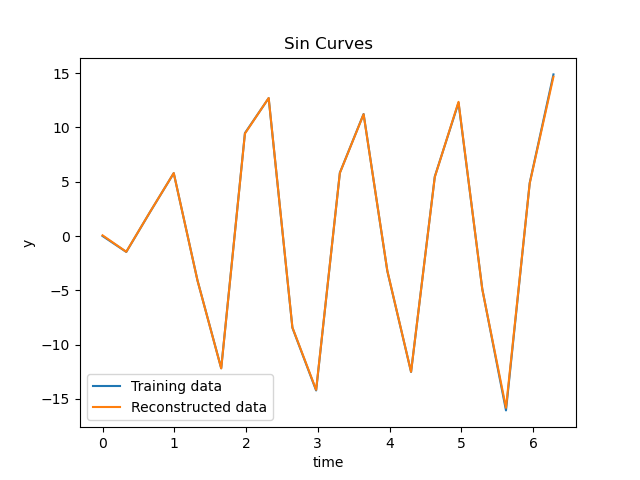 Sin Curves
15
10
5
0
−5
−10
−15
y
0 1 2 3 4 5 6
time
Training data
Reconstructed data